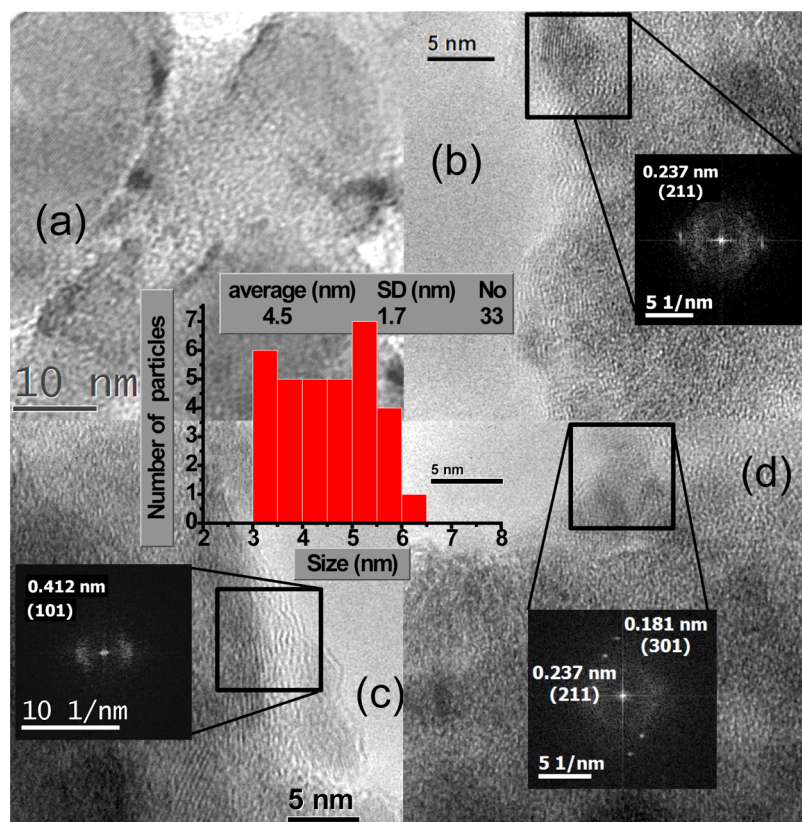 (a)
10 nm
5 nm
(b)
0.237 nm
(211)
5 1/nm
average (nm) SD (nm) No
4.5 1.7 33
Number of particles
7
6
5
4
3
2
1
0
2 3 4 5 6 7 8
Size (nm)
5 nm
(d)
0.412 nm
(101)
10 1/nm
(c)
5 nm
0.181 nm
(301)
0.237 nm
(211)
5 1/nm